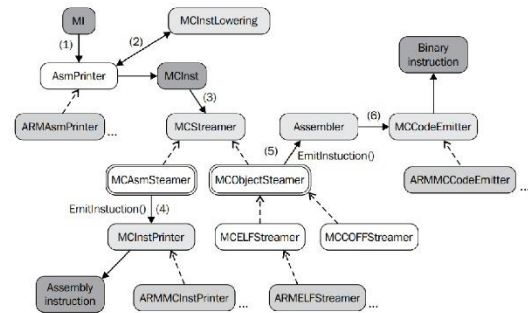 MI
(1)
(2)
MCInstLowering
AsmPrinter
MCInst
Binary
instruction
(3)
ARMAsmPrinter
...
MCStreamer
Assembler
(6)
MCCodeEmitter
(5)
EmitInstuction()
MCAsmSteamer
MCObjectSteamer
ARMMCCodeEmitter
...
EmitInstuction()
(4)
MCInstPrinter
MCELFStreamer
MCCOFFStreamer
Assembly
instruction
ARMMCInstPrinter
...
ARMELFStreamer
...